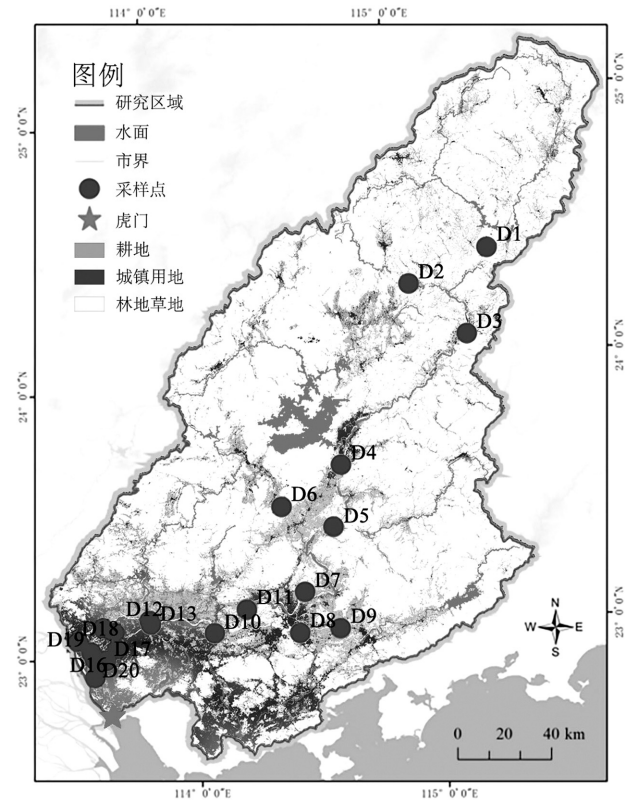 114° 0′ 0″E
115° 0′ 0″E
25° 0′ 0″N
25° 0′ 0″N
图例
研究区域
水面
市界
采样点
虎门
耕地
城镇用地
林地草地
D1
D2
D3
24° 0′ 0″N
24° 0′ 0″N
D4
D6
D5
D7
D11
D12
D13
D10
D8
D9
D18
D19
D17
D16
D20
23° 0′ 0″N
23° 0′ 0″N
N
W
E
S
0 20 40 km
114° 0′ 0″E
115° 0′ 0″E